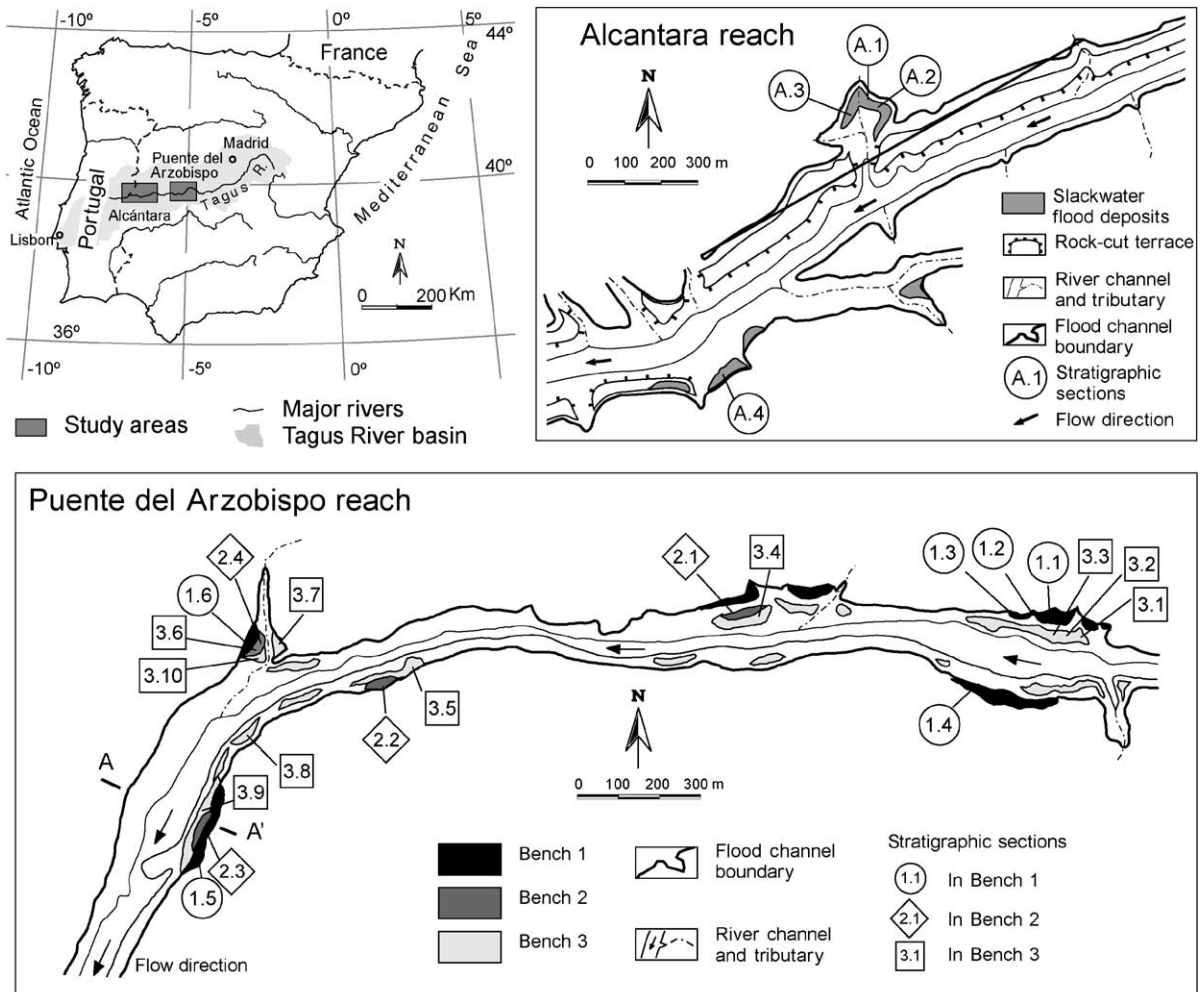 -10º
-5º
0º
5º
44º
France
Mediterranean Sea
Atlantic Ocean
Portugal
Madrid
Puente del
Arzobispo
40º
Tagus R.
Alcántara
Lisbon
N
0 200 Km
36º
-10º
-5º
0º
Study areas
Major rivers
Tagus River basin
Alcantara reach
A.1
A.2
A.3
N
0 100 200 300 m
A.4
Slackwater
flood deposits
Rock-cut terrace
River channel
and tributary
Flood channel
boundary
A.1
Stratigraphic
sections
Flow direction
Puente del Arzobispo reach
2.4
1.6
3.7
3.6
3.10
2.1
3.4
1.3
1.2
1.1
3.3
3.2
3.1
3.5
2.2
1.4
3.8
3.9
A
A'
2.3
1.5
N
0 100 200 300 m
Flow direction
Bench 1
Bench 2
Bench 3
Flood channel
boundary
River channel
and tributary
Stratigraphic sections
1.1 In Bench 1
2.1 In Bench 2
3.1 In Bench 3